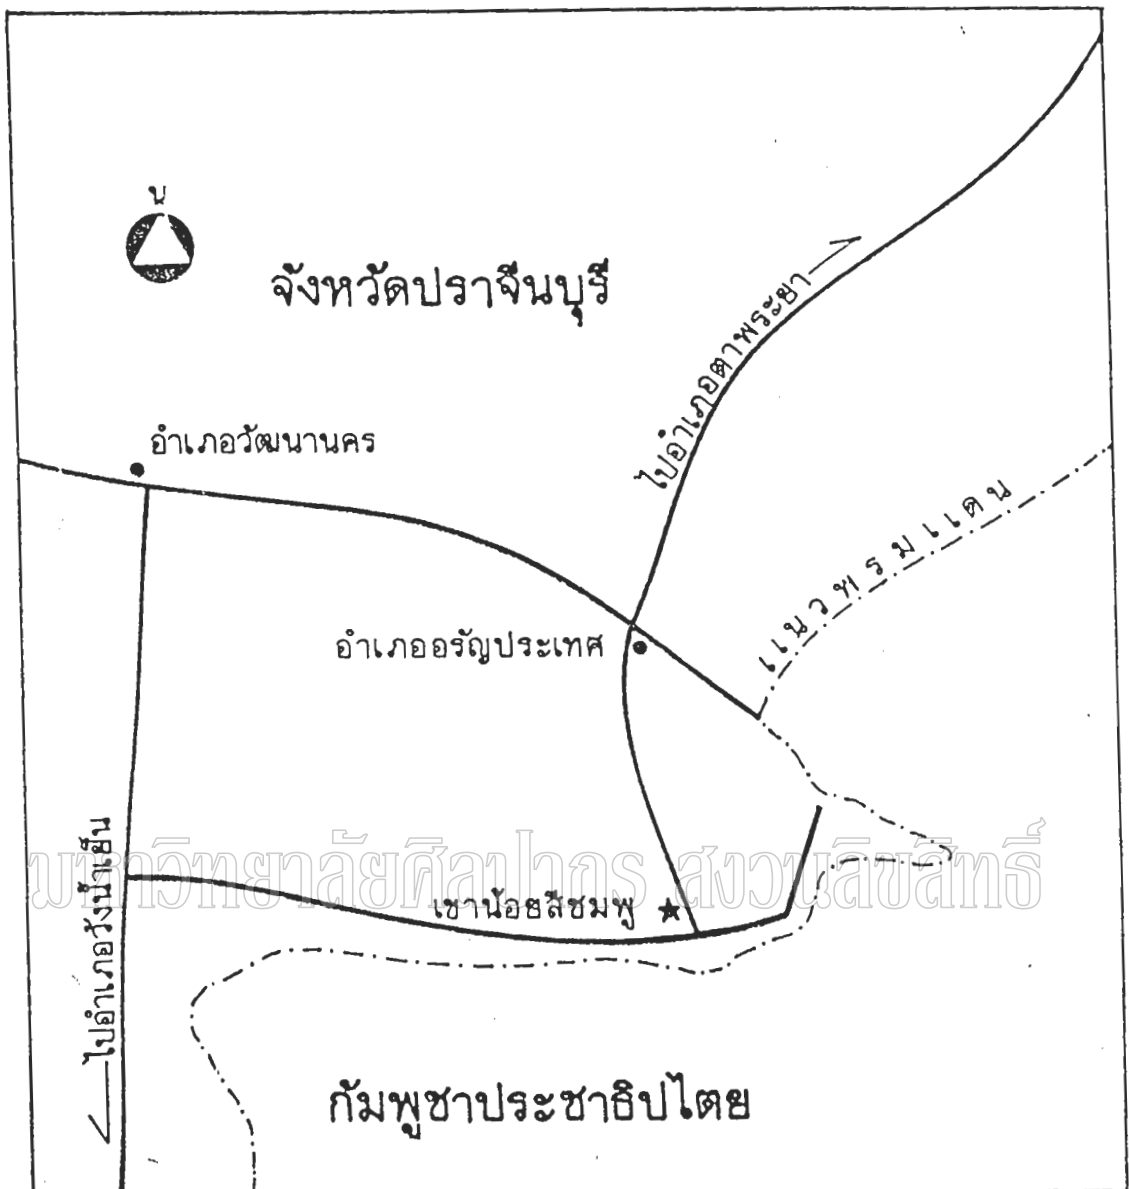 น
จังหวัดปราจีนบุรี
ไปอำเภอตาพระยา
อำเภอวัฒนานคร
แนวพรมแดน
อำเภออรัญประเทศ
มหาวิทยาลัยศิลปากร สงวนลิขสิทธิ์
เขาน้อยสีชมพู
ไปอำเภอวังน้ำเย็น
กัมพูชาประชาธิปไตย